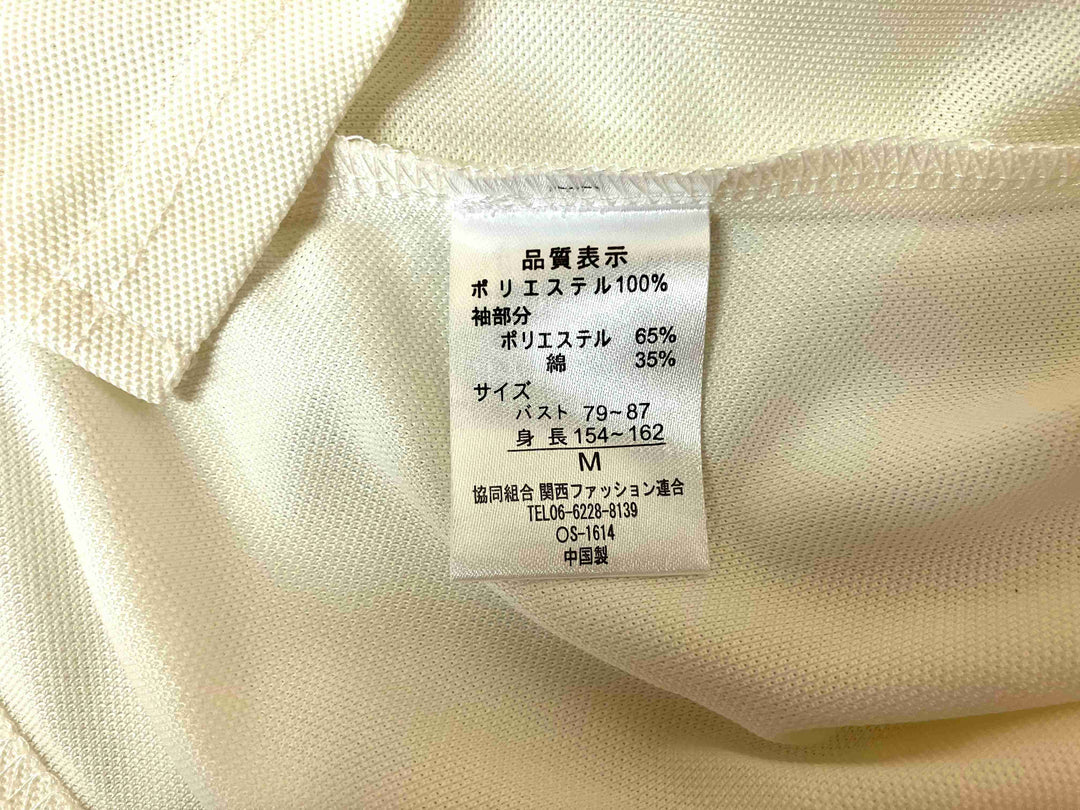 品質表示
ポリエステル100%
袖部分
ポリエステル 65%
綿 35%
サイズ
バスト 79~87
身長 154~162
M
協同組合 関西ファッション連合
TEL06-6228-8139
○S-1614
中国製